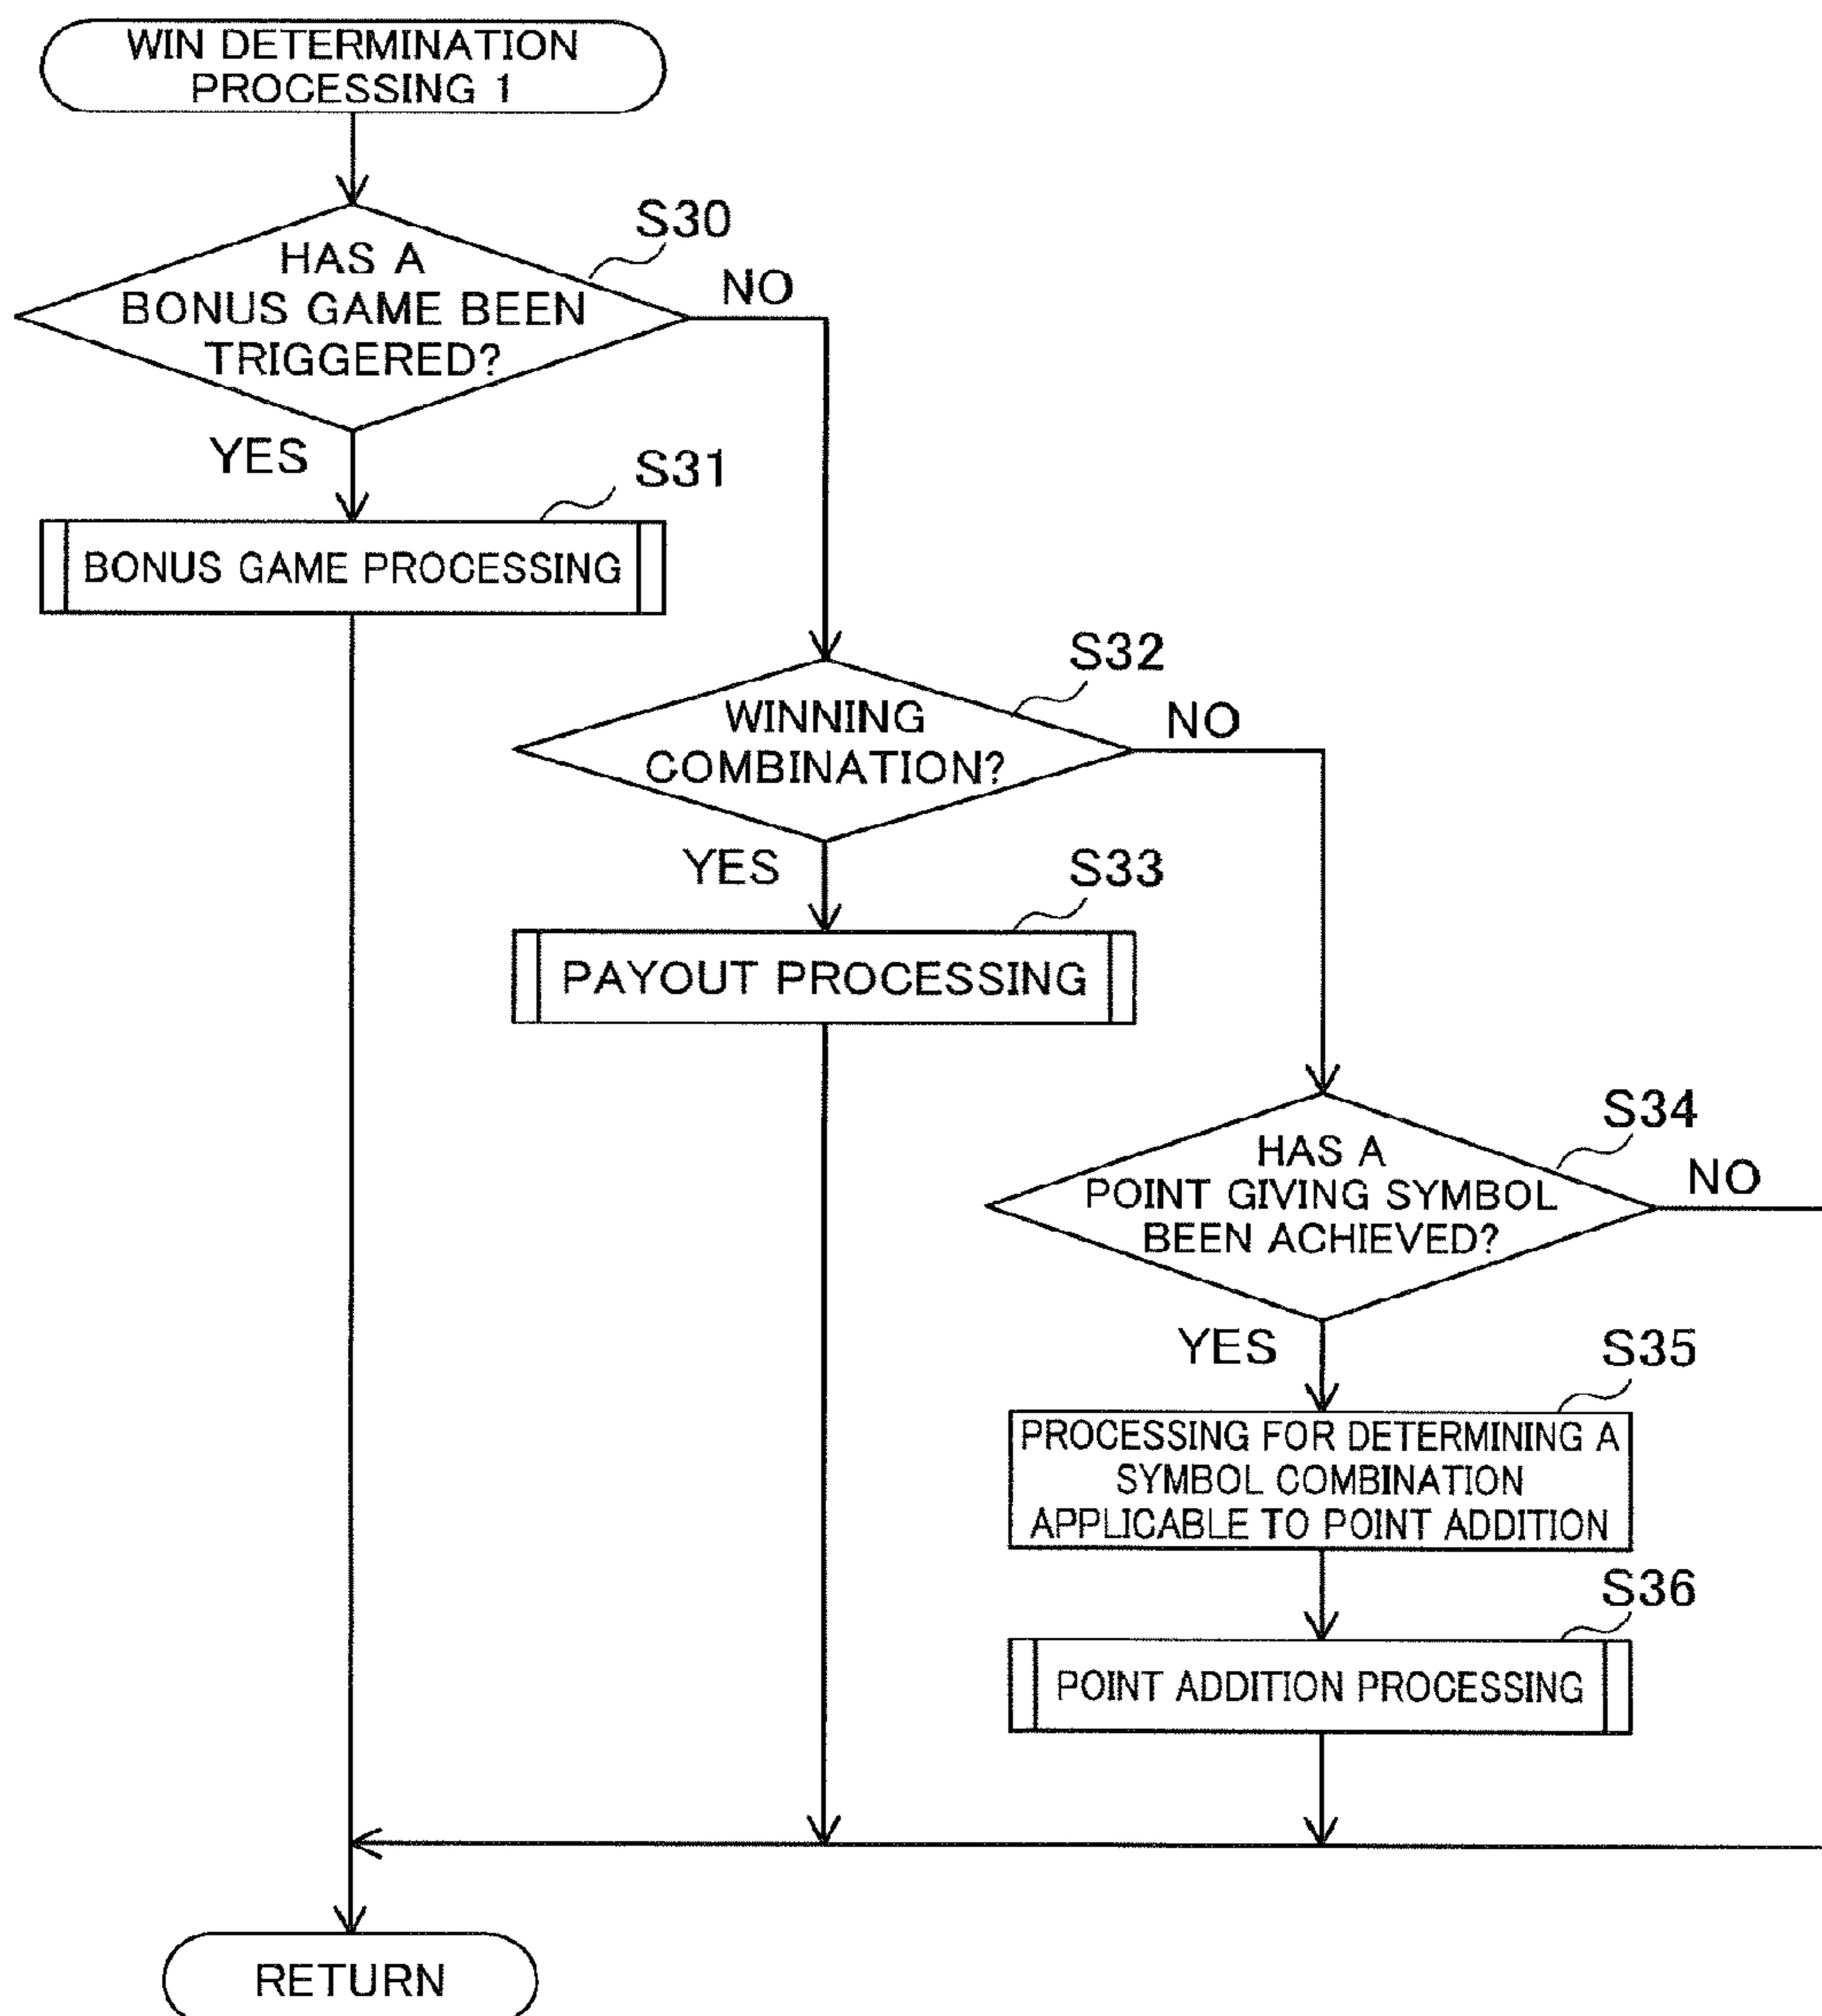 WIN DETERMINATION
PROCESSING 1
S30
HAS A
BONUS GAME BEEN
TRIGGERED?
NO
YES
S31
BONUS GAME PROCESSING
S32
WINNING
COMBINATION?
NO
YES
S33
PAYOUT PROCESSING
S34
HAS A
POINT GIVING SYMBOL
BEEN ACHIEVED?
NO
YES
S35
PROCESSING FOR DETERMINING A
SYMBOL COMBINATION
APPLICABLE TO POINT ADDITION
S36
POINT ADDITION PROCESSING
RETURN